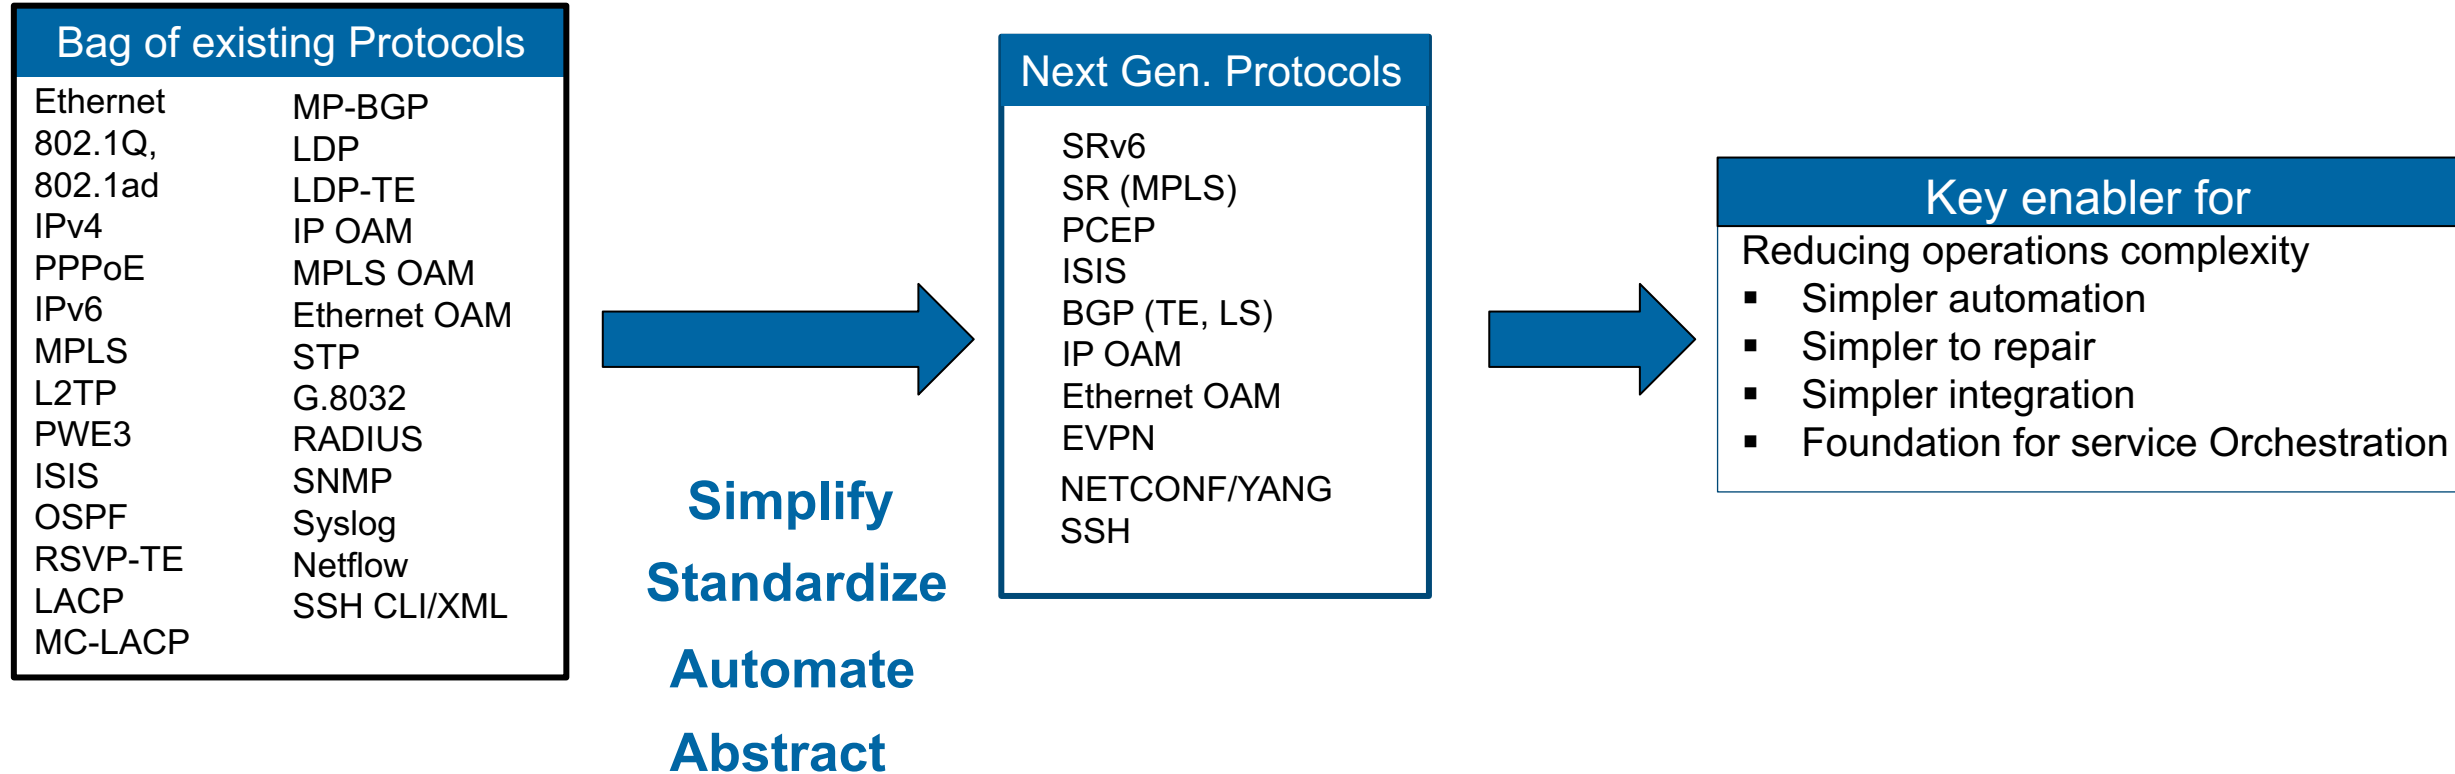 Bag of existing Protocols
Ethernet
802.1Q,
802.1ad
IPv4
PPPoE
IPv6
MPLS
L2TP
PWE3
ISIS
OSPF
RSVP-TE
LACP
MC-LACP
MP-BGP
LDP
LDP-TE
IP OAM
MPLS OAM
Ethernet OAM
STP
G.8032
RADIUS
SNMP
Syslog
Netflow
SSH CLI/XML
Simplify
Standardize
Automate
Abstract
Next Gen. Protocols
SRv6
SR (MPLS)
PCEP
ISIS
BGP (TE, LS)
IP OAM
Ethernet OAM
EVPN
NETCONF/YANG
SSH
Key enabler for
Reducing operations complexity
▪ Simpler automation
▪ Simpler to repair
▪ Simpler integration
▪ Foundation for service Orchestration